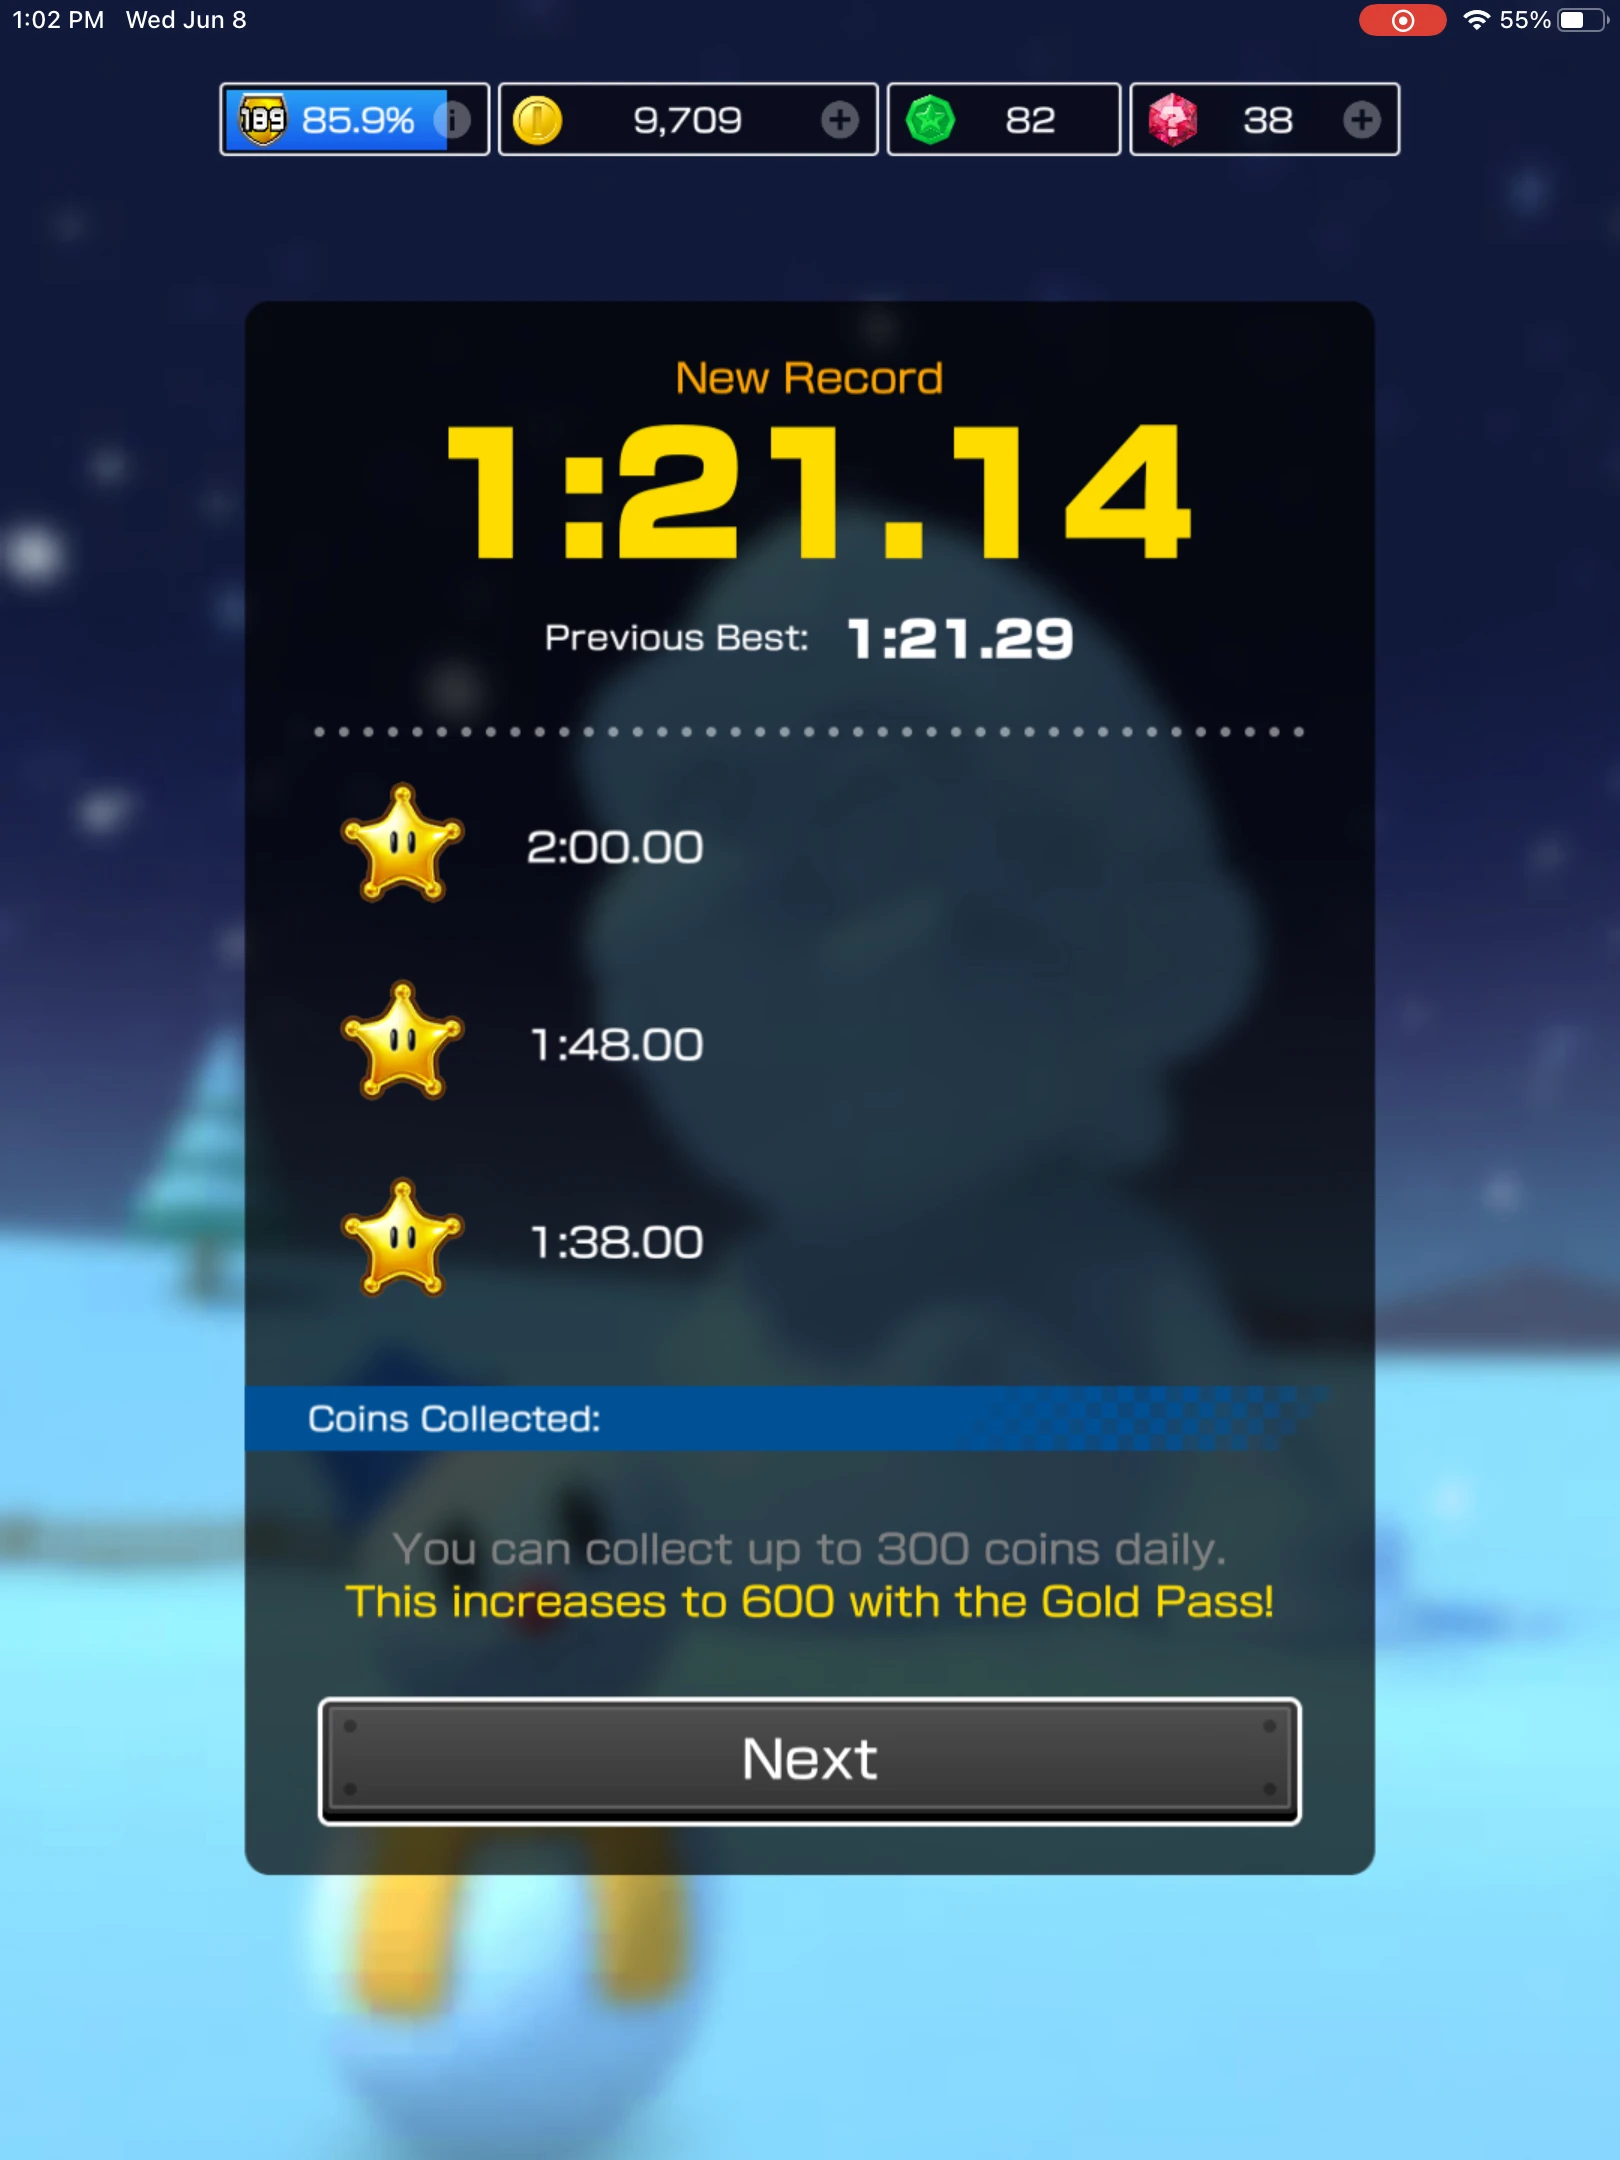 1:02 PM Wed Jun 8 55%
189 85.9% i 9,709 + 82 ? 38 +
New Record
1:21.14
Previous Best: 1:21.29
2:00.00
1:48.00
1:38.00
Coins Collected:
You can collect up to 300 coins daily.
This increases to 600 with the Gold Pass!
Next